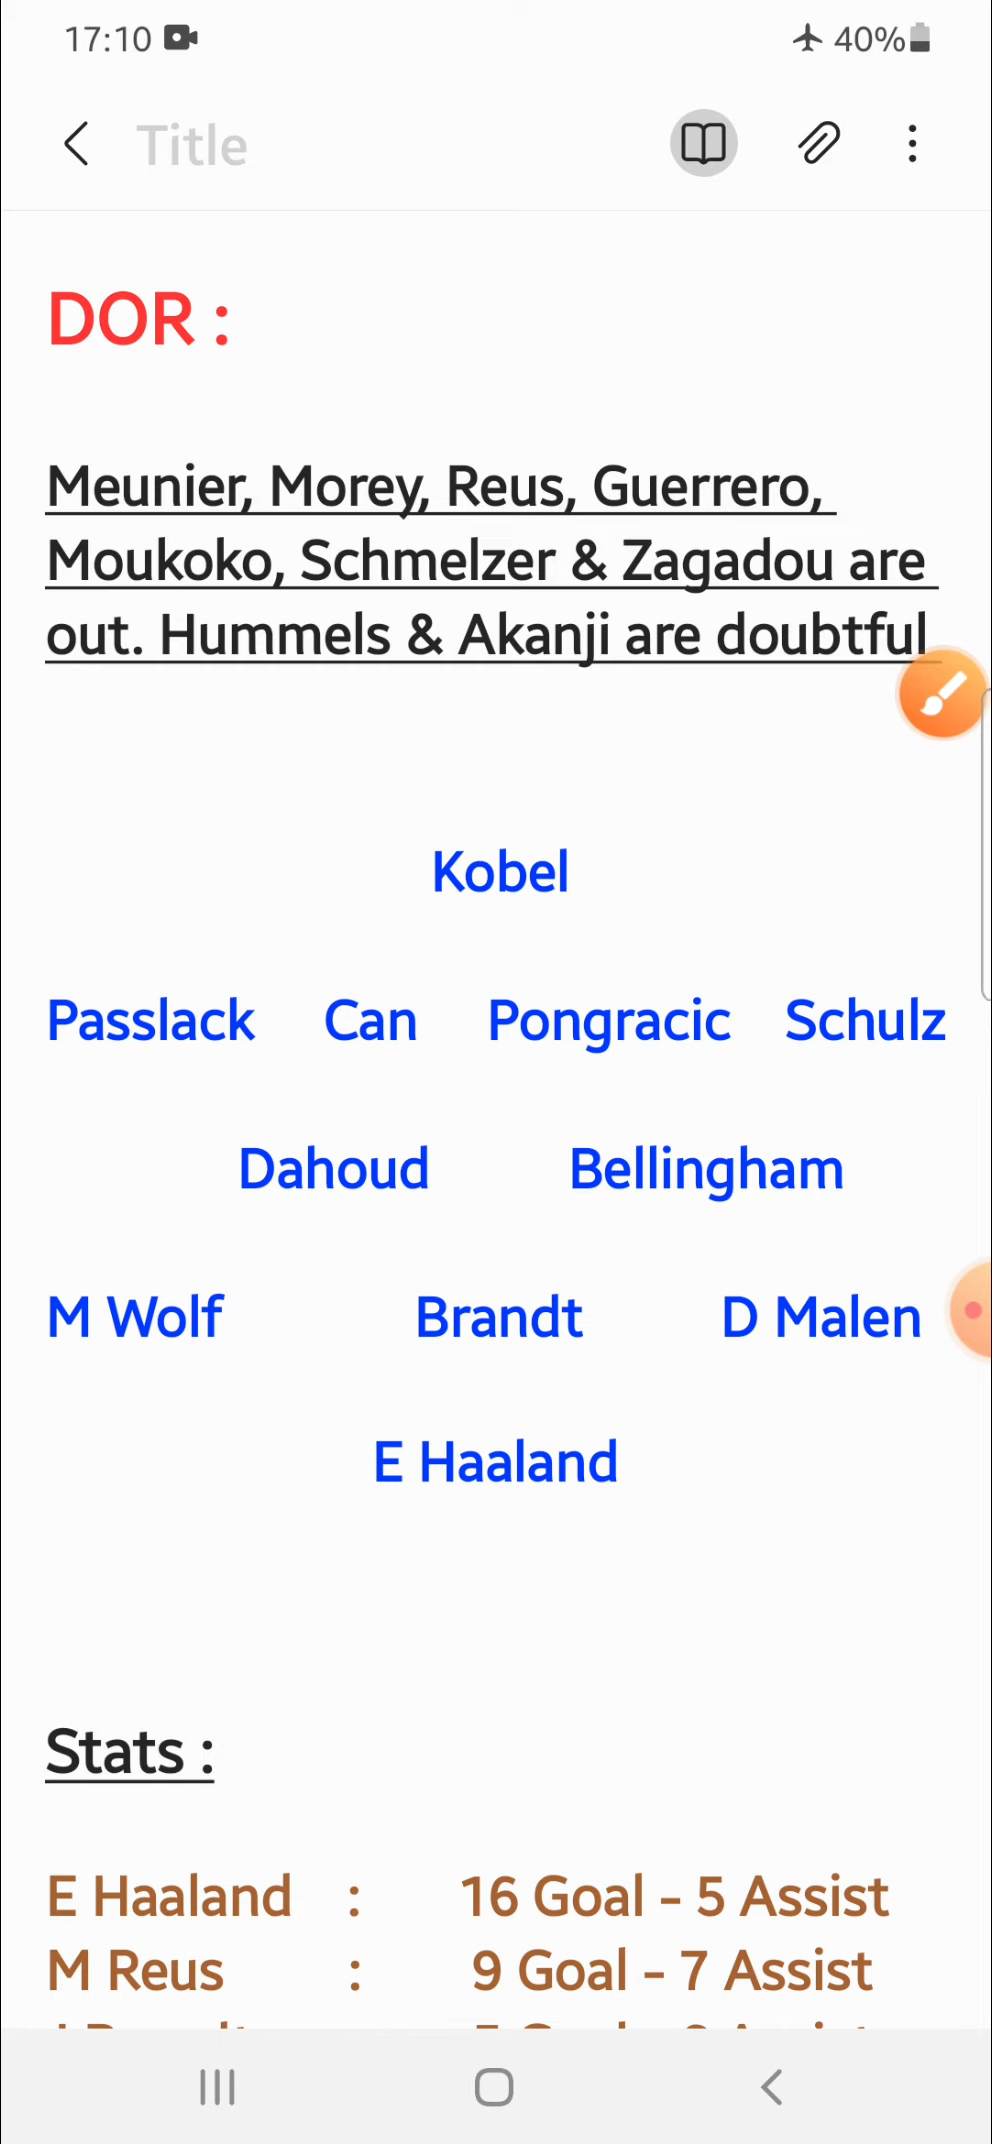 17:10
40%
Title
DOR :
Meunier, Morey, Reus, Guerrero,
Moukoko, Schmelzer & Zagadou are
out. Hummels & Akanji are doubtful
Kobel
Passlack Can Pongracic Schulz
Dahoud Bellingham
M Wolf Brandt D Malen
E Haaland
Stats :
E Haaland : 16 Goal - 5 Assist
M Reus : 9 Goal - 7 Assist